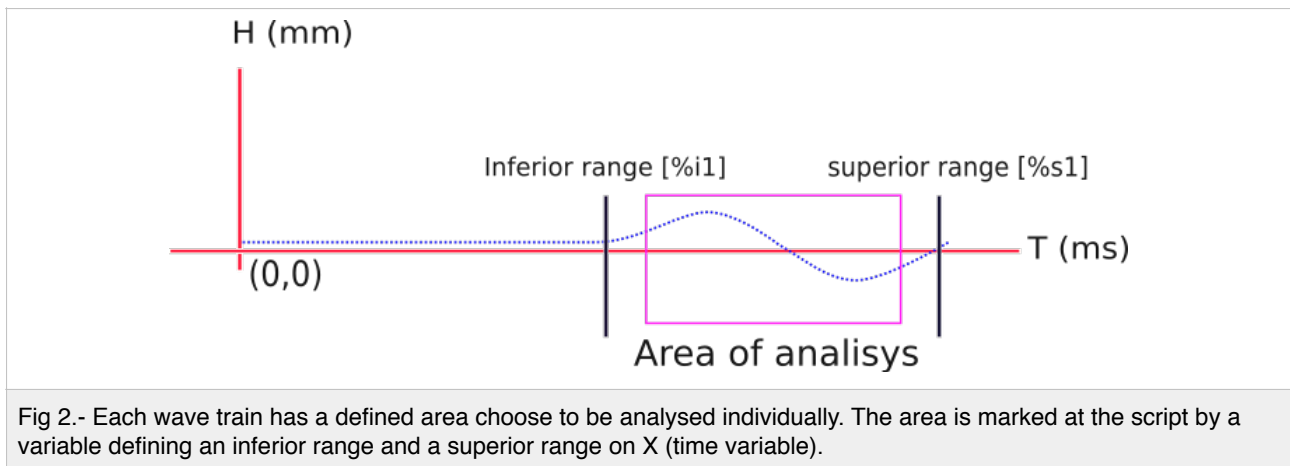 H (mm)
Inferior range [%i1]
superior range [%s1]
T (ms)
(0,0)
Area of analisys
Fig 2.- Each wave train has a defined area choose to be analysed individually. The area is marked at the script by a
variable defining an inferior range and a superior range on X (time variable).